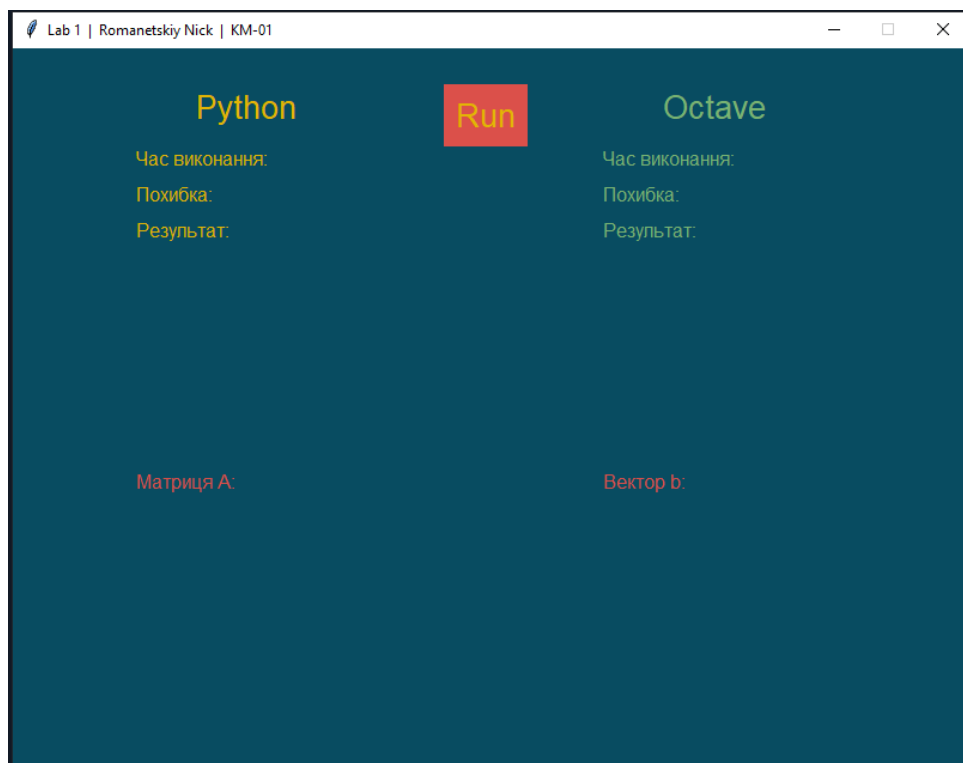 Lab 1 | Romanetskiy Nick | KM-01
Python
Run
Octave
Час виконання:
Час виконання:
Похибка:
Похибка:
Результат:
Результат:
Матриця А:
Вектор b: